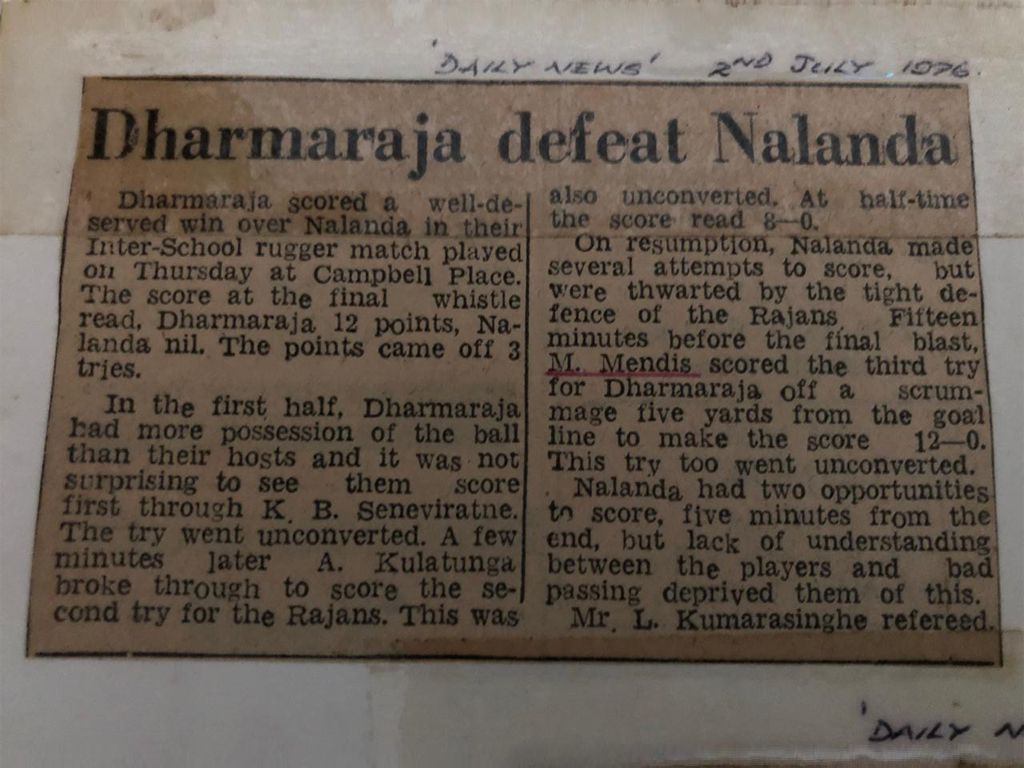 'DAILY NEWS' 2ND JULY 1976.
Dharmaraja defeat Nalanda
Dharmaraja scored a well-de-
served win over Nalanda in their
Inter-School rugger match played
on Thursday at Campbell Place.
The score at the final whistle
read, Dharmaraja 12 points, Na-
landa nil. The points came off 3
tries.
In the first half, Dharmaraja
had more possession of the ball
than their hosts and it was not
surprising to see them score
first through K. B. Seneviratne.
The try went unconverted. A few
minutes later A. Kulatunga
broke through to score the se-
cond try for the Rajans. This was
also unconverted. At half-time
the score read 8—0.
On resumption, Nalanda made
several attempts to score, but
were thwarted by the tight de-
fence of the Rajans Fifteen
minutes before the final blast,
M. Mendis scored the third try
for Dharmaraja off a scrum-
mage five yards from the goal
line to make the score 12—0.
This try too went unconverted.
Nalanda had two opportunities
to score, five minutes from the
end, but lack of understanding
between the players and bad
passing deprived them of this.
Mr. L. Kumarasinghe refereed.
'DAILY N